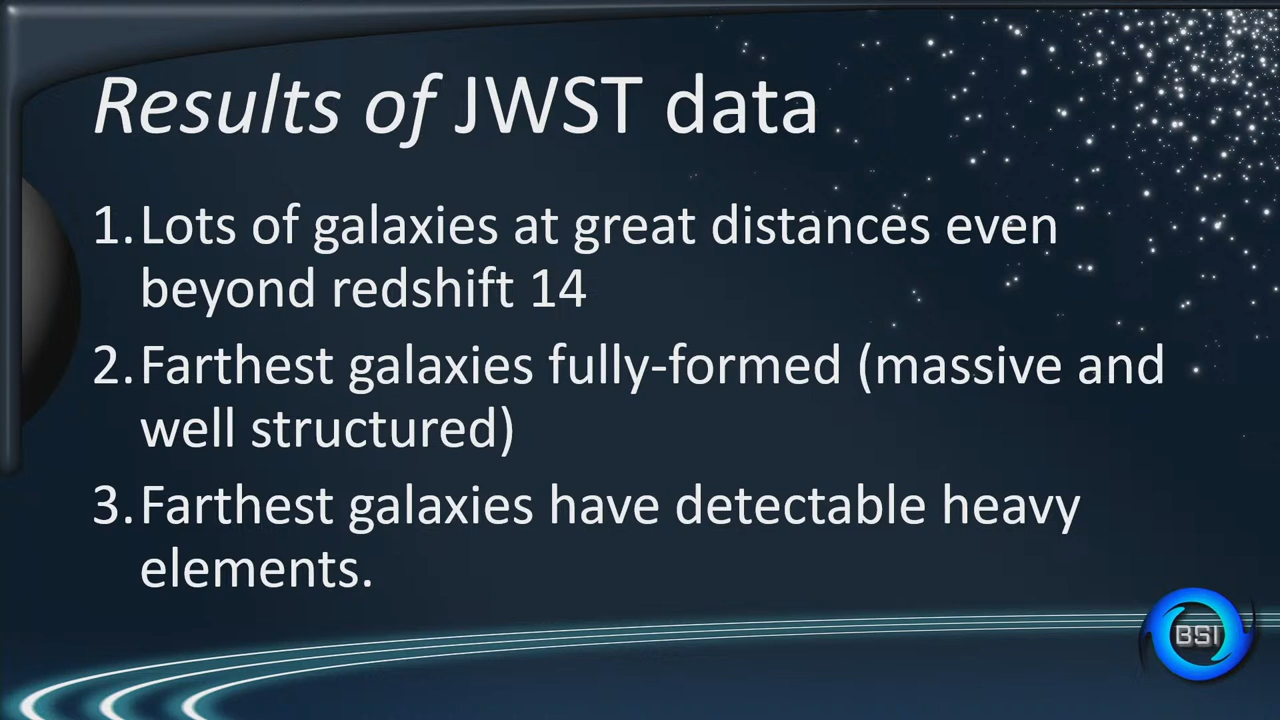 Results of JWST data
1. Lots of galaxies at great distances even
beyond redshift 14
2. Farthest galaxies fully-formed (massive and
well structured)
3. Farthest galaxies have detectable heavy
elements.
BSI